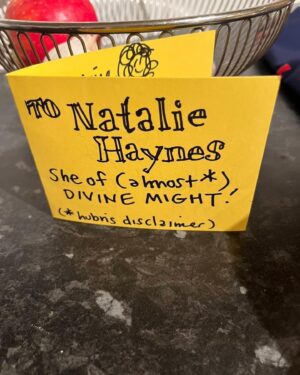 TO Natalie
Haynes
She of (almost*)
DIVINE MIGHT!
(*hubris disclaimer)